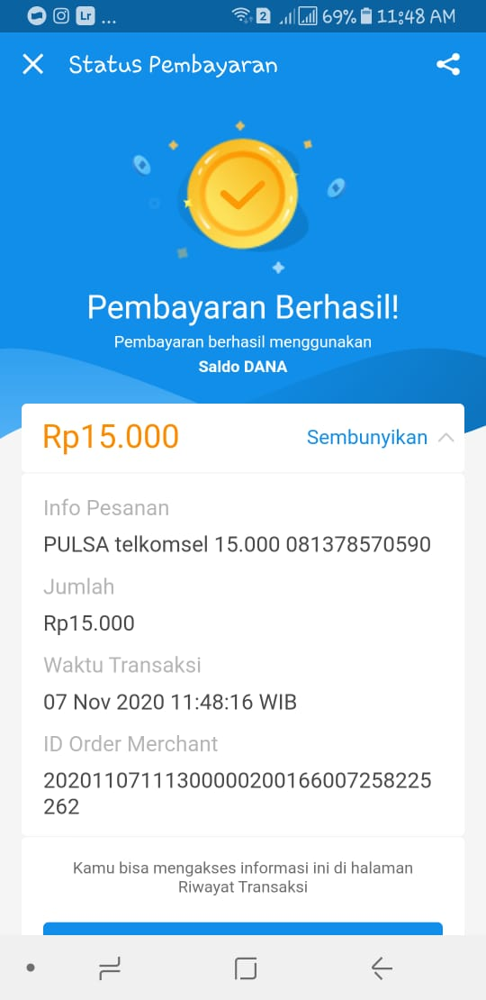 Lr ... 2 69% 11:48 AM
Status Pembayaran
Pembayaran Berhasil!
Pembayaran berhasil menggunakan
Saldo DANA
Rp15.000 Sembunyikan
Info Pesanan
PULSA telkomsel 15.000 081378570590
Jumlah
Rp15.000
Waktu Transaksi
07 Nov 2020 11:48:16 WIB
ID Order Merchant
20201107111300000200166007258225
262
Kamu bisa mengakses informasi ini di halaman
Riwayat Transaksi